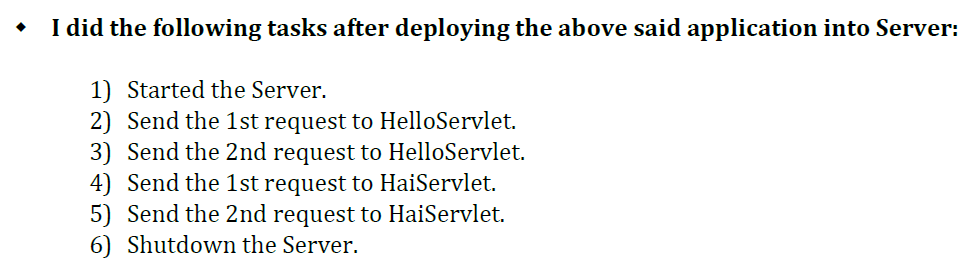 ◆ I did the following tasks after deploying the above said application into Server:
1) Started the Server.
2) Send the 1st request to HelloServlet.
3) Send the 2nd request to HelloServlet.
4) Send the 1st request to HaiServlet.
5) Send the 2nd request to HaiServlet.
6) Shutdown the Server.